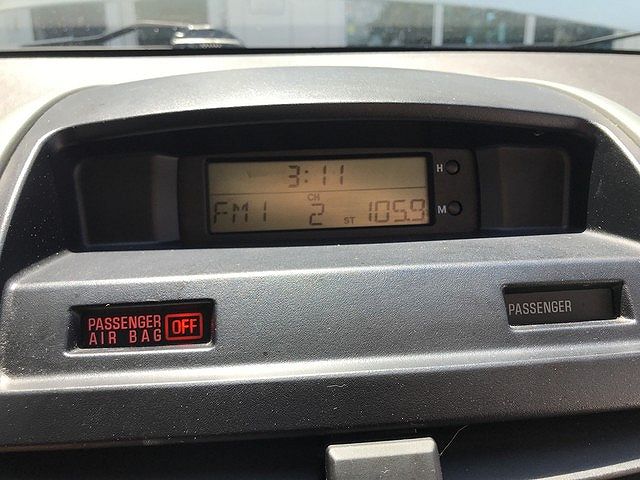 3:11
H
CH
FM1 2 ST 105.9
M
PASSENGER
AIR BAG OFF
PASSENGER